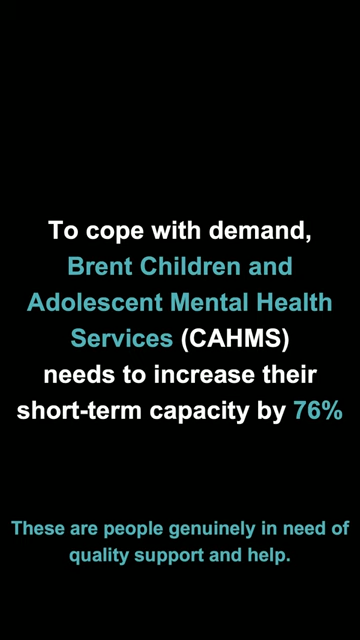 To cope with demand,
Brent Children and
Adolescent Mental Health
Services (CAHMS)
needs to increase their
short-term capacity by 76%
These are people genuinely in need of
quality support and help.